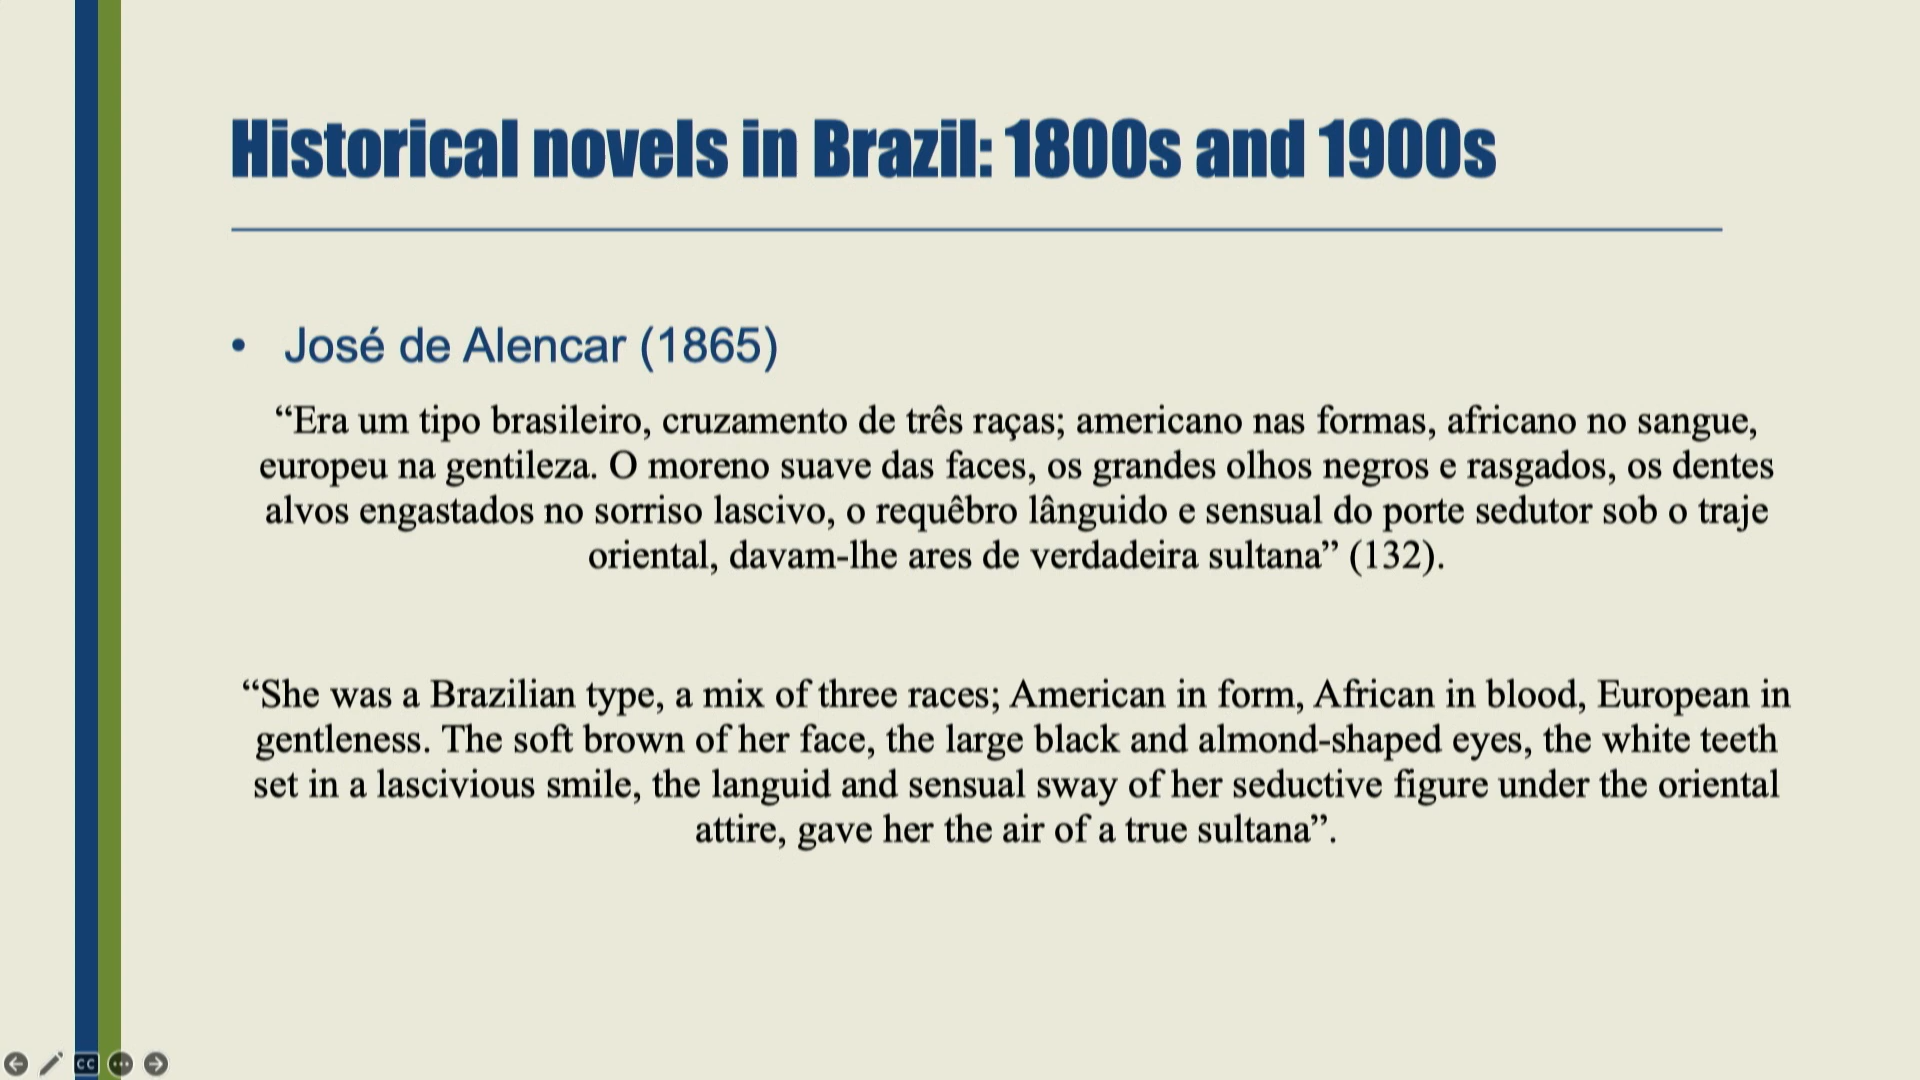 Historical novels in Brazil: 1800s and 1900s
• José de Alencar (1865)
“Era um tipo brasileiro, cruzamento de três raças; americano nas formas, africano no sangue,
europeu na gentileza. O moreno suave das faces, os grandes olhos negros e rasgados, os dentes
alvos engastados no sorriso lascivo, o requêbro lânguido e sensual do porte sedutor sob o traje
oriental, davam-lhe ares de verdadeira sultana” (132).
“She was a Brazilian type, a mix of three races; American in form, African in blood, European in
gentleness. The soft brown of her face, the large black and almond-shaped eyes, the white teeth
set in a lascivious smile, the languid and sensual sway of her seductive figure under the oriental
attire, gave her the air of a true sultana”.
CC